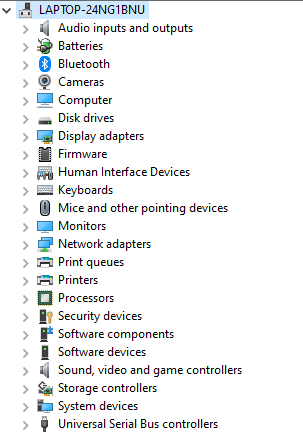 LAPTOP-24NG1BNU
Audio inputs and outputs
Batteries
Bluetooth
Cameras
Computer
Disk drives
Display adapters
Firmware
Human Interface Devices
Keyboards
Mice and other pointing devices
Monitors
Network adapters
Print queues
Printers
Processors
Security devices
Software components
Software devices
Sound, video and game controllers
Storage controllers
System devices
Universal Serial Bus controllers